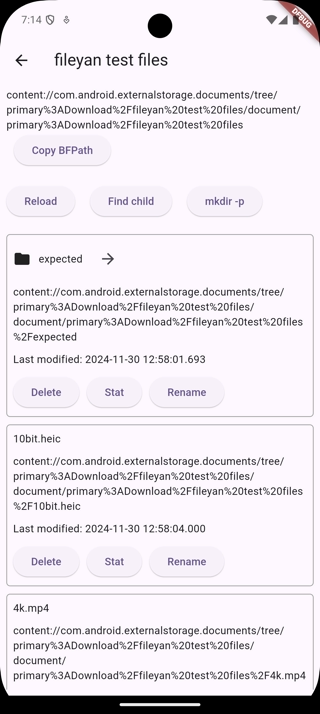 7:14
DEBUG
fileyan test files
content://com.android.externalstorage.documents/tree/
primary%3ADownload%2Ffileyan%20test%20files/document/
primary%3ADownload%2Ffileyan%20test%20files
Copy BFPath
Reload Find child mkdir -p
expected
content://com.android.externalstorage.documents/tree/
primary%3ADownload%2Ffileyan%20test%20files/
document/primary%3ADownload%2Ffileyan%20test%20files
%2Fexpected
Last modified: 2024-11-30 12:58:01.693
Delete Stat Rename
10bit.heic
content://com.android.externalstorage.documents/tree/
primary%3ADownload%2Ffileyan%20test%20files/
document/primary%3ADownload%2Ffileyan%20test%20files
%2F10bit.heic
Last modified: 2024-11-30 12:58:04.000
Delete Stat Rename
4k.mp4
content://com.android.externalstorage.documents/tree/
primary%3ADownload%2Ffileyan%20test%20files/
document/
primary%3ADownload%2Ffileyan%20test%20files%2F4k.mp4